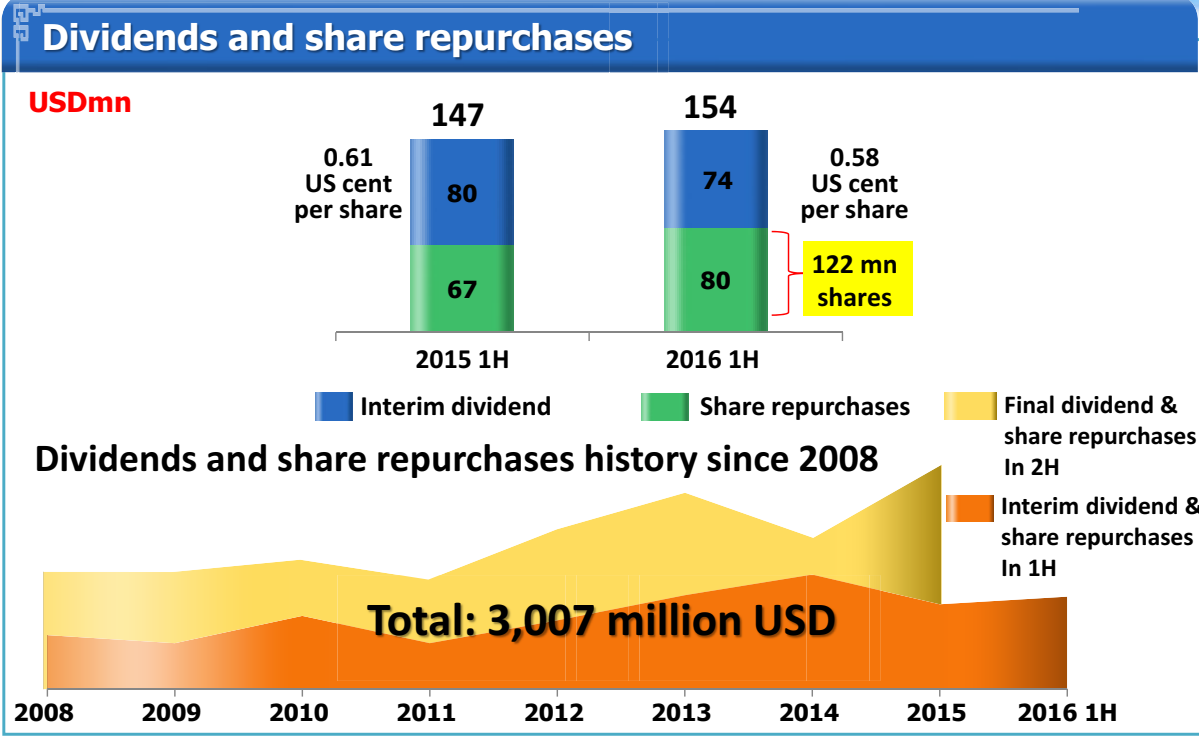 Dividends and share repurchases
USDmn
147
154
0.61
US cent
per share
80
67
74
80
0.58
US cent
per share
122 mn
shares
2015 1H
2016 1H
Interim dividend
Share repurchases
Final dividend &
share repurchases
In 2H
Dividends and share repurchases history since 2008
Interim dividend &
share repurchases
In 1H
Total: 3,007 million USD
2008
2009
2010
2011
2012
2013
2014
2015
2016 1H